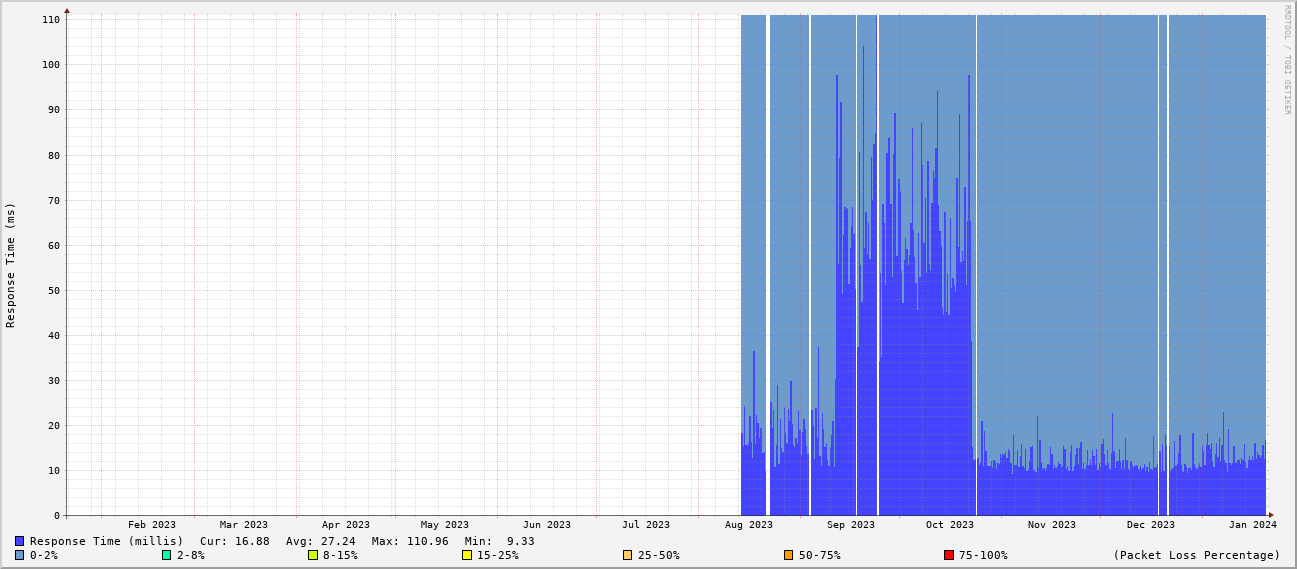 RRDTOOL / TOBI OETIKER
Response Time (ms)
110
100
90
80
70
60
50
40
30
20
10
0
Feb 2023 Mar 2023 Apr 2023 May 2023 Jun 2023 Jul 2023 Aug 2023 Sep 2023 Oct 2023 Nov 2023 Dec 2023 Jan 2024
Response Time (millis) Cur: 16.88 Avg: 27.24 Max: 110.96 Min: 9.33
0-2% 2-8% 8-15% 15-25% 25-50% 50-75% 75-100% (Packet Loss Percentage)